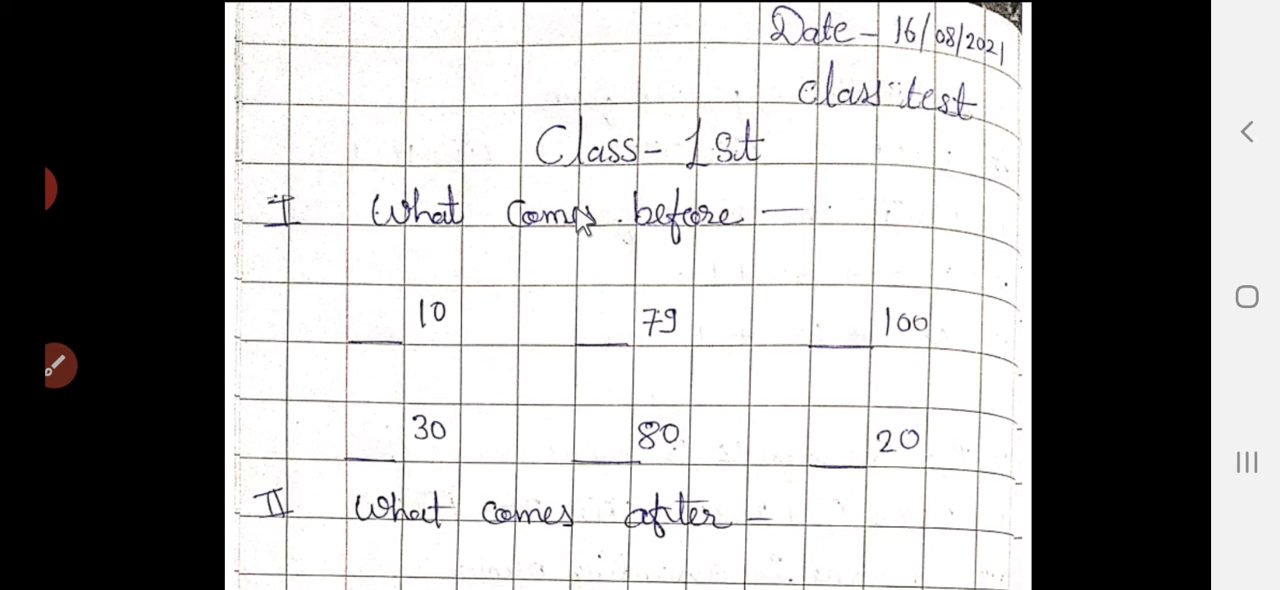 Date - 16/08/2021
Class test
Class - 1st
I What comes before -
__ 10 __ 79 __ 100
__ 30 __ 80 __ 20
II What comes after -